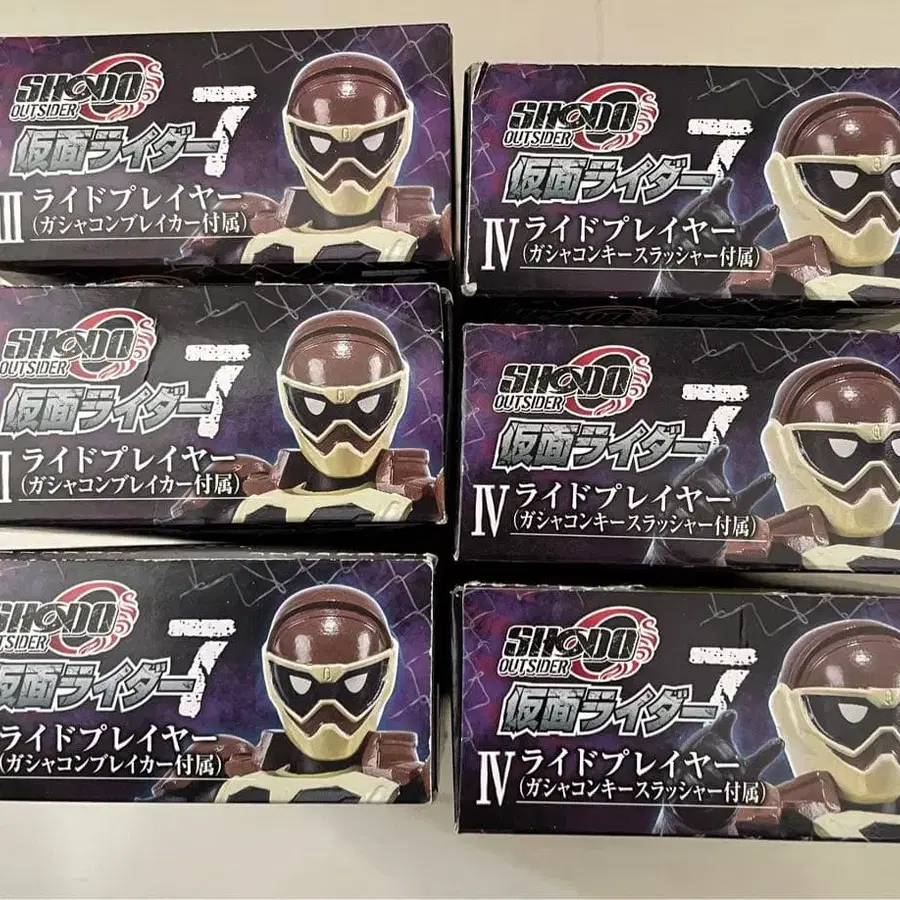 SHODO
OUTSIDER
仮面ライダー7
III ライドプレイヤー
(ガシャコンブレイカー付属)
SHODO
OUTSIDER
仮面ライダー7
IV ライドプレイヤー
(ガシャコンキースラッシャー付属)
SHODO
OUTSIDER
仮面ライダー7
I ライドプレイヤー
(ガシャコンブレイカー付属)
SHODO
OUTSIDER
仮面ライダー7
IV ライドプレイヤー
(ガシャコンキースラッシャー付属)
SHODO
TSIDER
仮面ライダー7
ライドプレイヤー
(ガシャコンブレイカー付属)
SHODO
OUTSIDER
仮面ライダー7
IV ライドプレイヤー
(ガシャコンキースラッシャー付属)